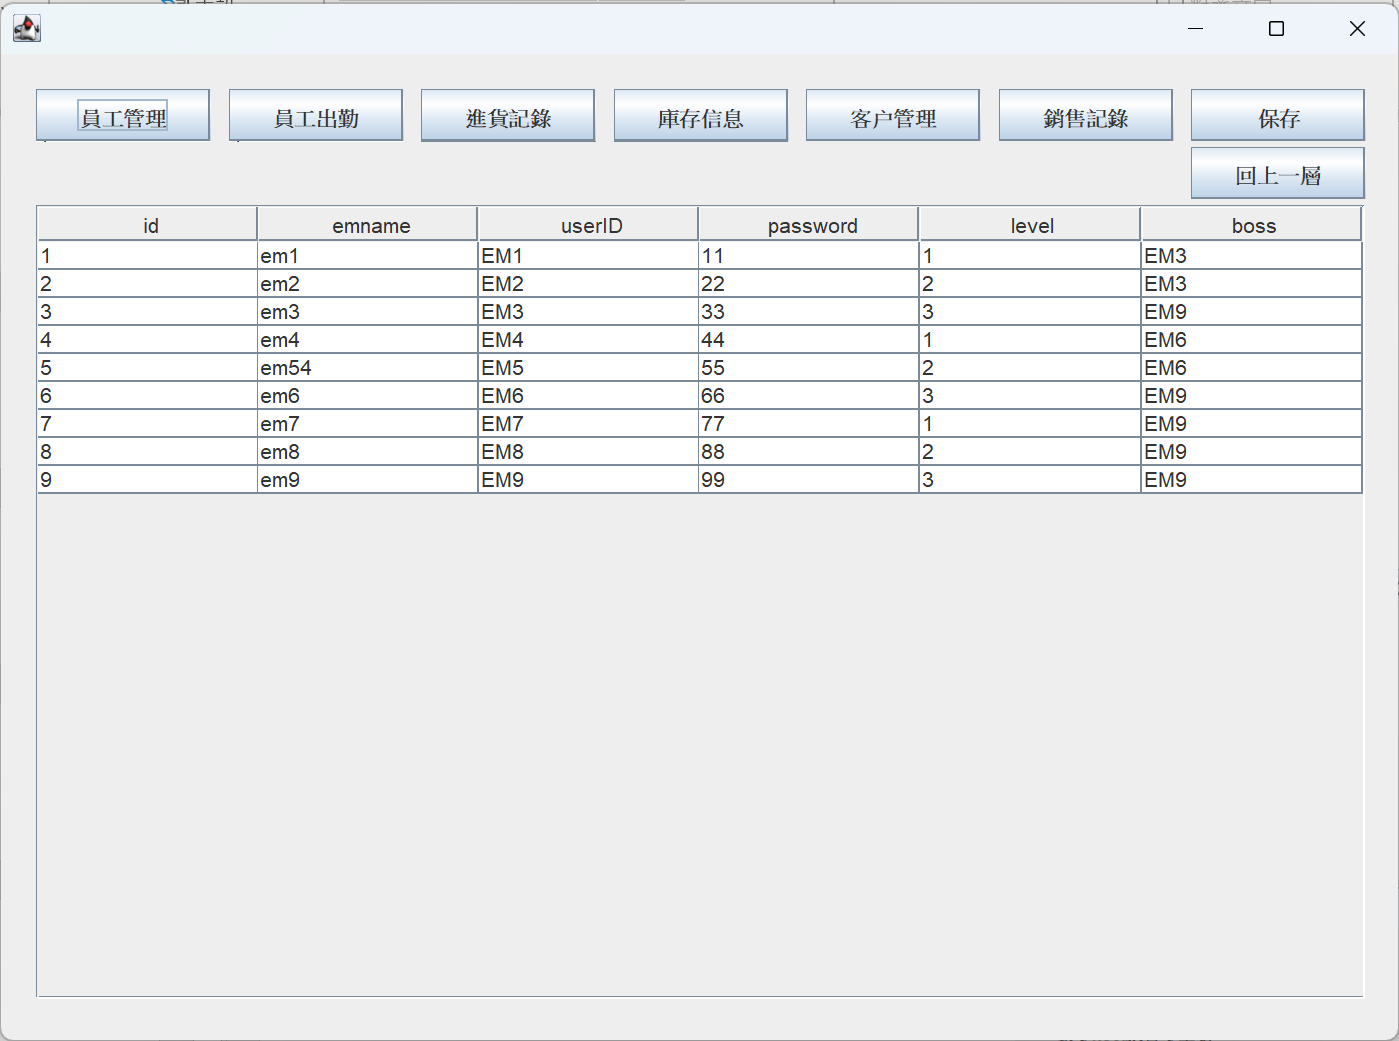 員工管理 員工出勤 進貨記錄 庫存信息 客户管理 銷售記錄 保存
回上一層
id emname userID password level boss
1 em1 EM1 11 1 EM3
2 em2 EM2 22 2 EM3
3 em3 EM3 33 3 EM9
4 em4 EM4 44 1 EM6
5 em54 EM5 55 2 EM6
6 em6 EM6 66 3 EM9
7 em7 EM7 77 1 EM9
8 em8 EM8 88 2 EM9
9 em9 EM9 99 3 EM9